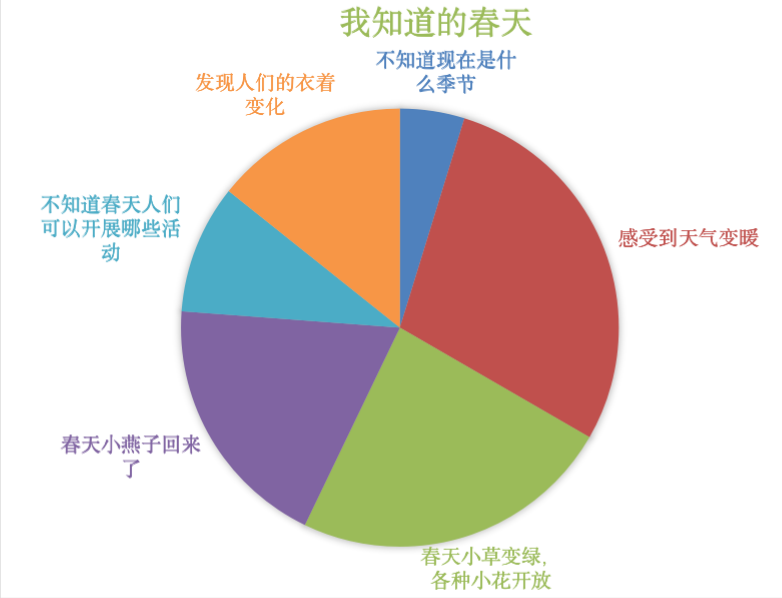 我知道的春天
不知道现在是什
么季节
发现人们的衣着
变化
不知道春天人们
可以开展哪些活
动
感受到天气变暖
春天小燕子回来
了
春天小草变绿，
各种小花开放